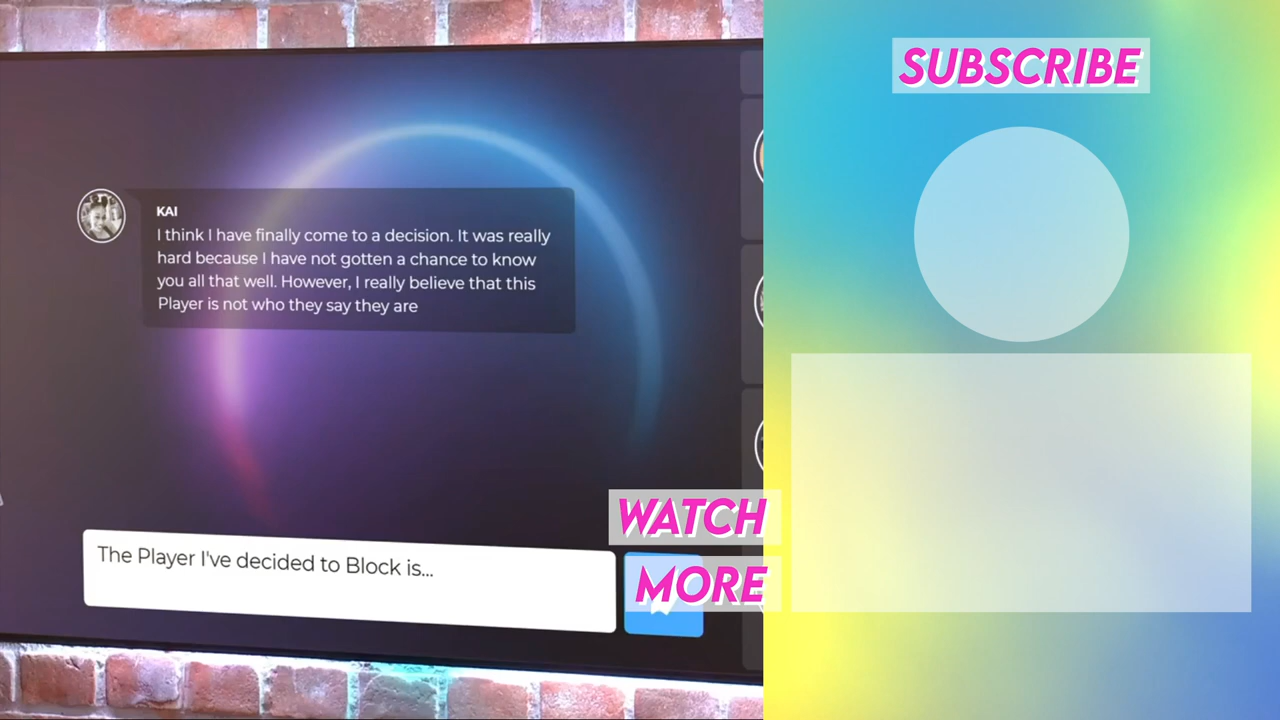 SUBSCRIBE
KAI
I think I have finally come to a decision. It was really
hard because I have not gotten a chance to know
you all that well. However, I really believe that this
Player is not who they say they are
The Player I've decided to Block is...
WATCH
MORE